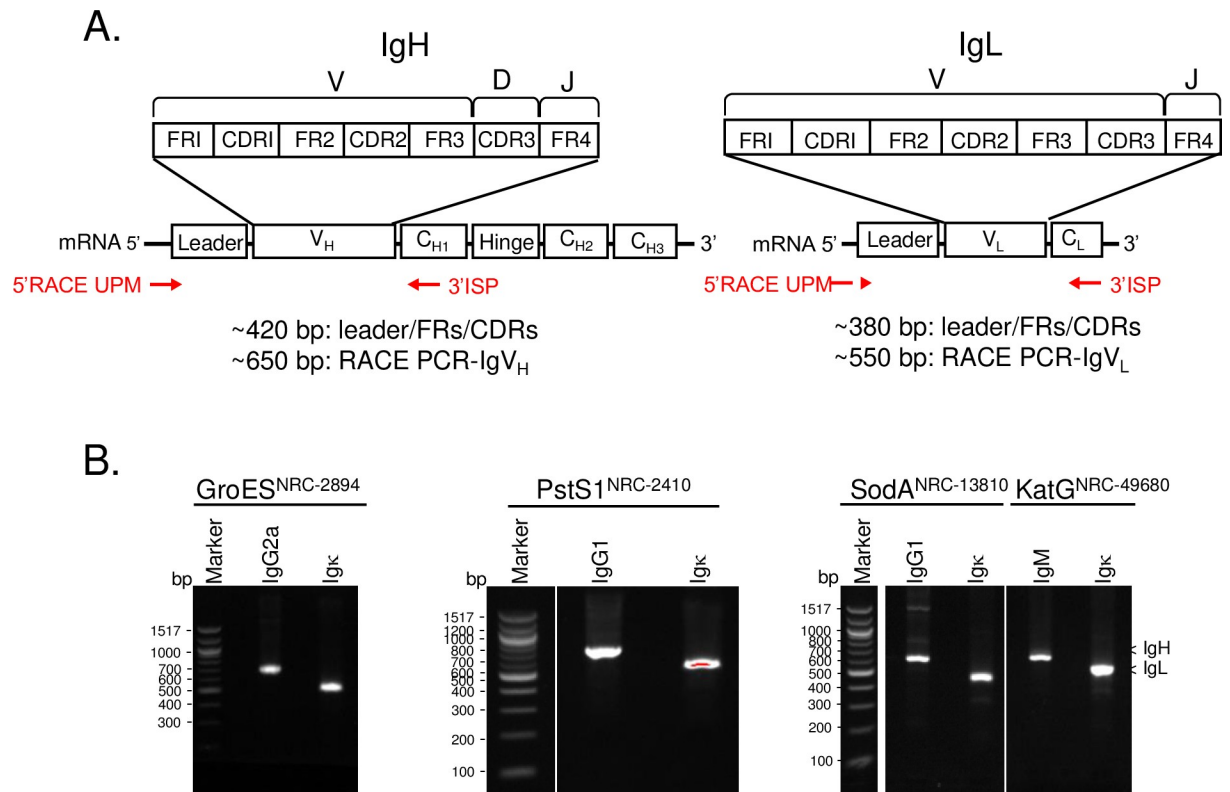 A.
IgH
V D J
FRI CDRI FR2 CDR2 FR3 CDR3 FR4
mRNA 5' Leader VH CH1 Hinge CH2 CH3 3'
5'RACE UPM 3'ISP
~420 bp: leader/FRs/CDRs
~650 bp: RACE PCR-IgVH
IgL
V J
FRI CDRI FR2 CDR2 FR3 CDR3 FR4
mRNA 5' Leader VL CL 3'
5'RACE UPM 3'ISP
~380 bp: leader/FRs/CDRs
~550 bp: RACE PCR-IgVL
B.
GroES NRC-2894
bp Marker IgG2a Igκ
1517
1000
700
600
500
400
300
PstS1 NRC-2410
bp Marker IgG1 Igκ
1517
1200
1000
800
700
600
500
400
300
200
100
SodA NRC-13810 KatG NRC-49680
bp Marker IgG1 Igκ IgM Igκ
1517
1000
800
700
600
500
400
300
200
100
< IgH
< IgL